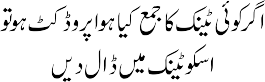 اگر کوئی ٹینک کا جمع کیا ہوا پروڈکٹ ہو تو
اسکو ٹینک میں ڈال دیں